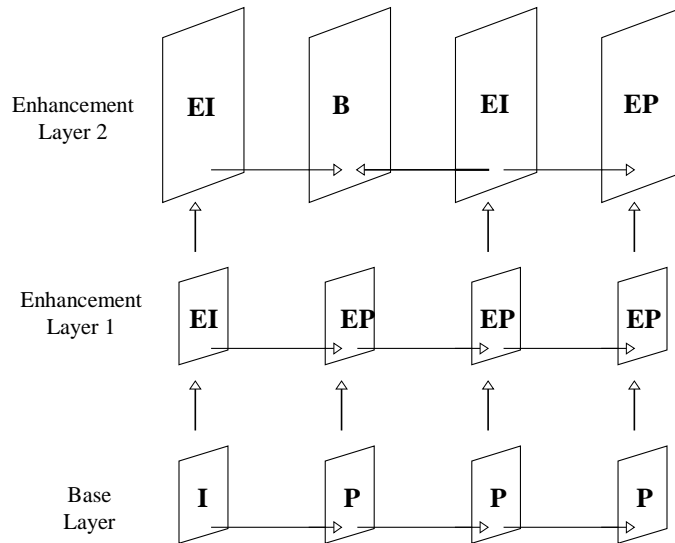 Enhancement
Layer 2
EI
B
EI
EP
Enhancement
Layer 1
EI
EP
EP
EP
Base
Layer
I
P
P
P